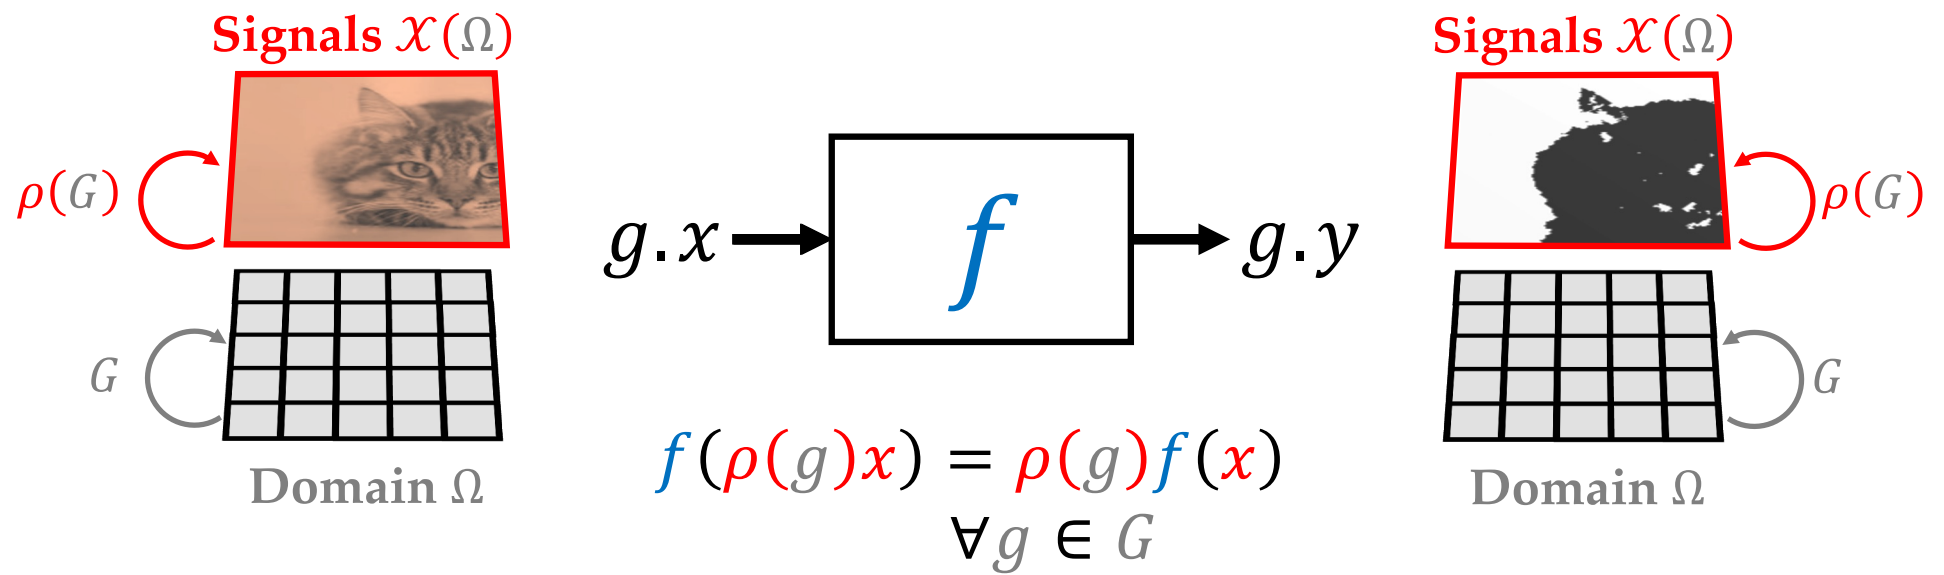 Signals 𝒳(Ω)
ρ(G)
G
Domain Ω
g.x
f
g.y
f(ρ(g)x) = ρ(g)f(x)
∀g ∈ G
Signals 𝒳(Ω)
ρ(G)
G
Domain Ω